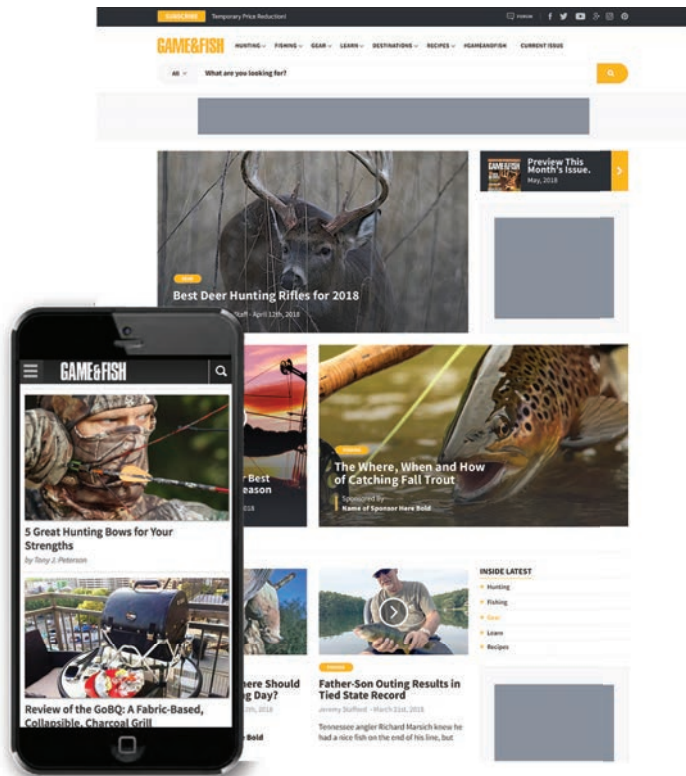 SUBSCRIBE Temporary Price Reduction! FORUM
GAME&FISH HUNTING FISHING GEAR LEARN DESTINATIONS RECIPES #GAMEANDFISH CURRENT ISSUE
All What are you looking for?
GAME&FISH
Preview This
Month's Issue.
May, 2018
GEAR
Best Deer Hunting Rifles for 2018
Staff - April 12th, 2018
r Best
eason
2018
The Where, When and How
of Catching Fall Trout
Sponsored By
Name of Sponsor Here Bold
GAME&FISH
5 Great Hunting Bows for Your
Strengths
by Tony J. Peterson
Review of the GoBQ: A Fabric-Based,
Collapsible, Charcoal Grill
here Should
ng Day?
2th, 2018
e Bold
Father-Son Outing Results in
Tied State Record
Jeremy Stafford - March 21st, 2018
Tennessee angler Richard Marsich knew he
had a nice fish on the end of his line, but
INSIDE LATEST
Hunting
Fishing
Gear
Learn
Recipes